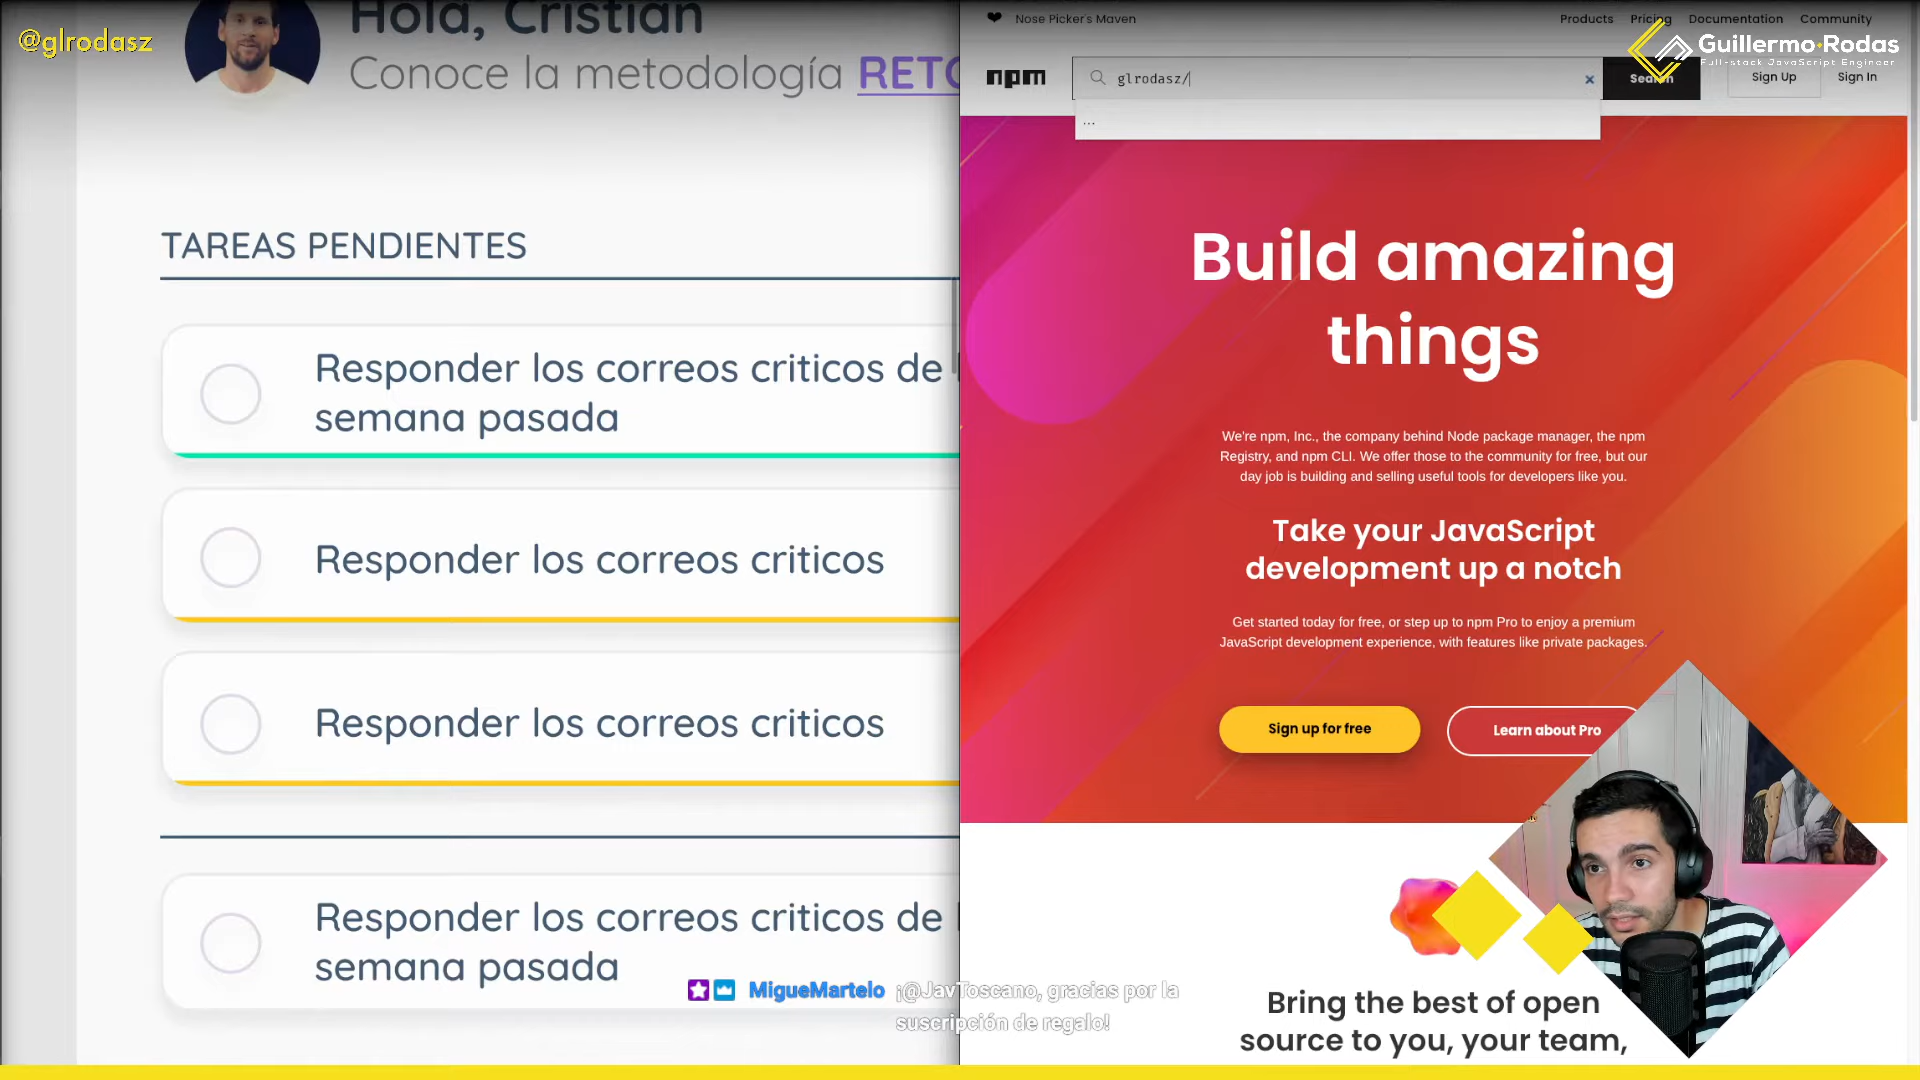 @glrodasz
Hola, Cristian
Conoce la metodología RETO
TAREAS PENDIENTES
Responder los correos criticos de
semana pasada
Responder los correos criticos
Responder los correos criticos
Responder los correos criticos de
semana pasada
MigueMartelo ¡@JavToscano, gracias por la
suscripción de regalo!
❤ Nose Picker's Maven
Products Pricing Documentation Community
Guillermo Rodas
Full-stack JavaScript Engineer
npm
glrodasz/
×
Search
Sign Up
Sign In
...
Build amazing
things
We're npm, Inc., the company behind Node package manager, the npm
Registry, and npm CLI. We offer those to the community for free, but our
day job is building and selling useful tools for developers like you.
Take your JavaScript
development up a notch
Get started today for free, or step up to npm Pro to enjoy a premium
JavaScript development experience, with features like private packages.
Sign up for free
Learn about Pro
Bring the best of open
source to you, your team,